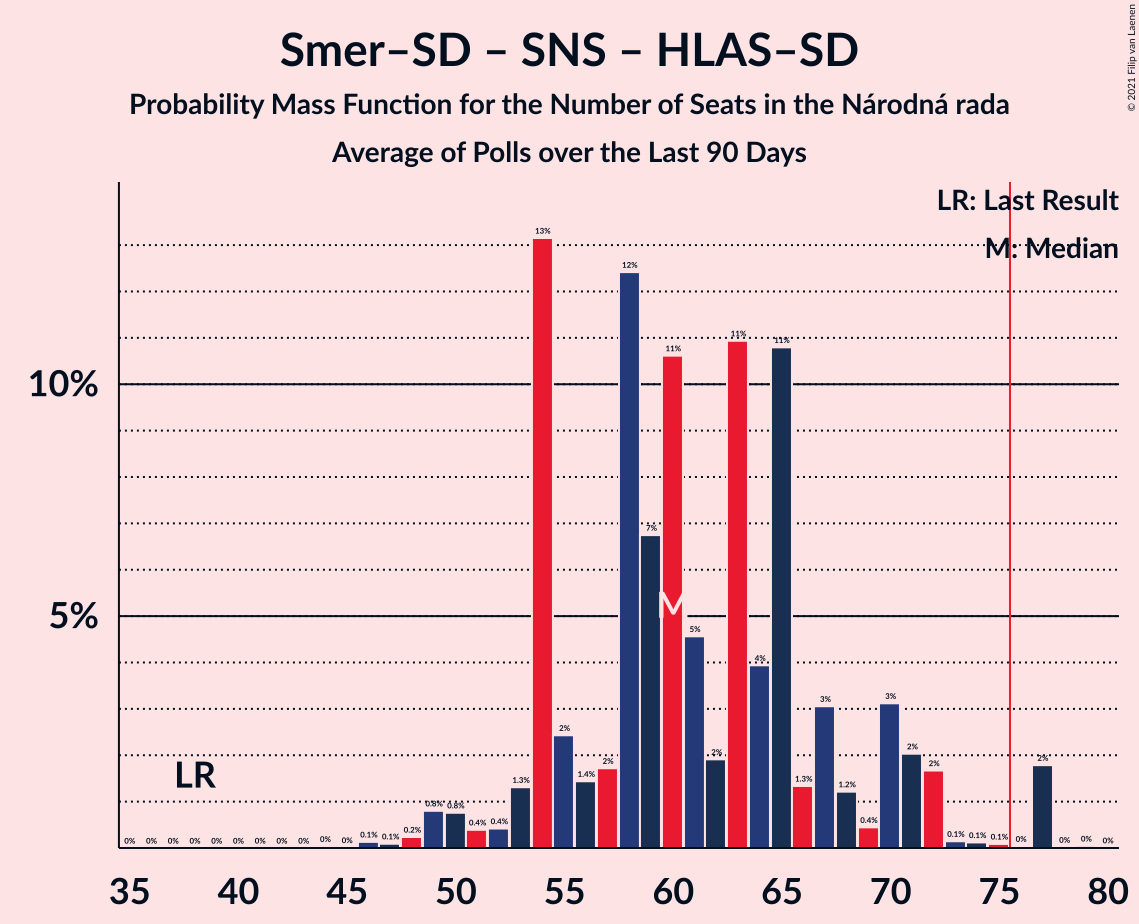 Smer–SD – SNS – HLAS–SD
Probability Mass Function for the Number of Seats in the Národná rada
Average of Polls over the Last 90 Days
© 2021 Filip van Laenen
LR: Last Result
M: Median
10%
5%
LR
M
0% 0% 0% 0% 0% 0% 0% 0% 0% 0% 0% 0.1% 0.1% 0.2% 0.8% 0.8% 0.4% 0.4% 1.3% 13% 2% 1.4% 2% 12% 7% 11% 5% 2% 11% 4% 11% 1.3% 3% 1.2% 0.4% 3% 2% 2% 0.1% 0.1% 0.1% 0% 2% 0% 0% 0%
35 40 45 50 55 60 65 70 75 80